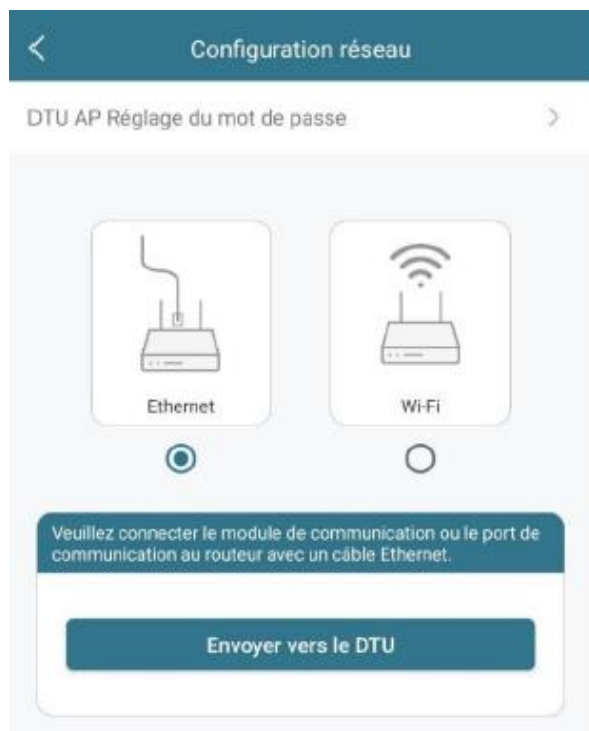 Configuration réseau
DTU AP Réglage du mot de passe
Ethernet
Wi-Fi
Veuillez connecter le module de communication ou le port de
communication au routeur avec un câble Ethernet.
Envoyer vers le DTU